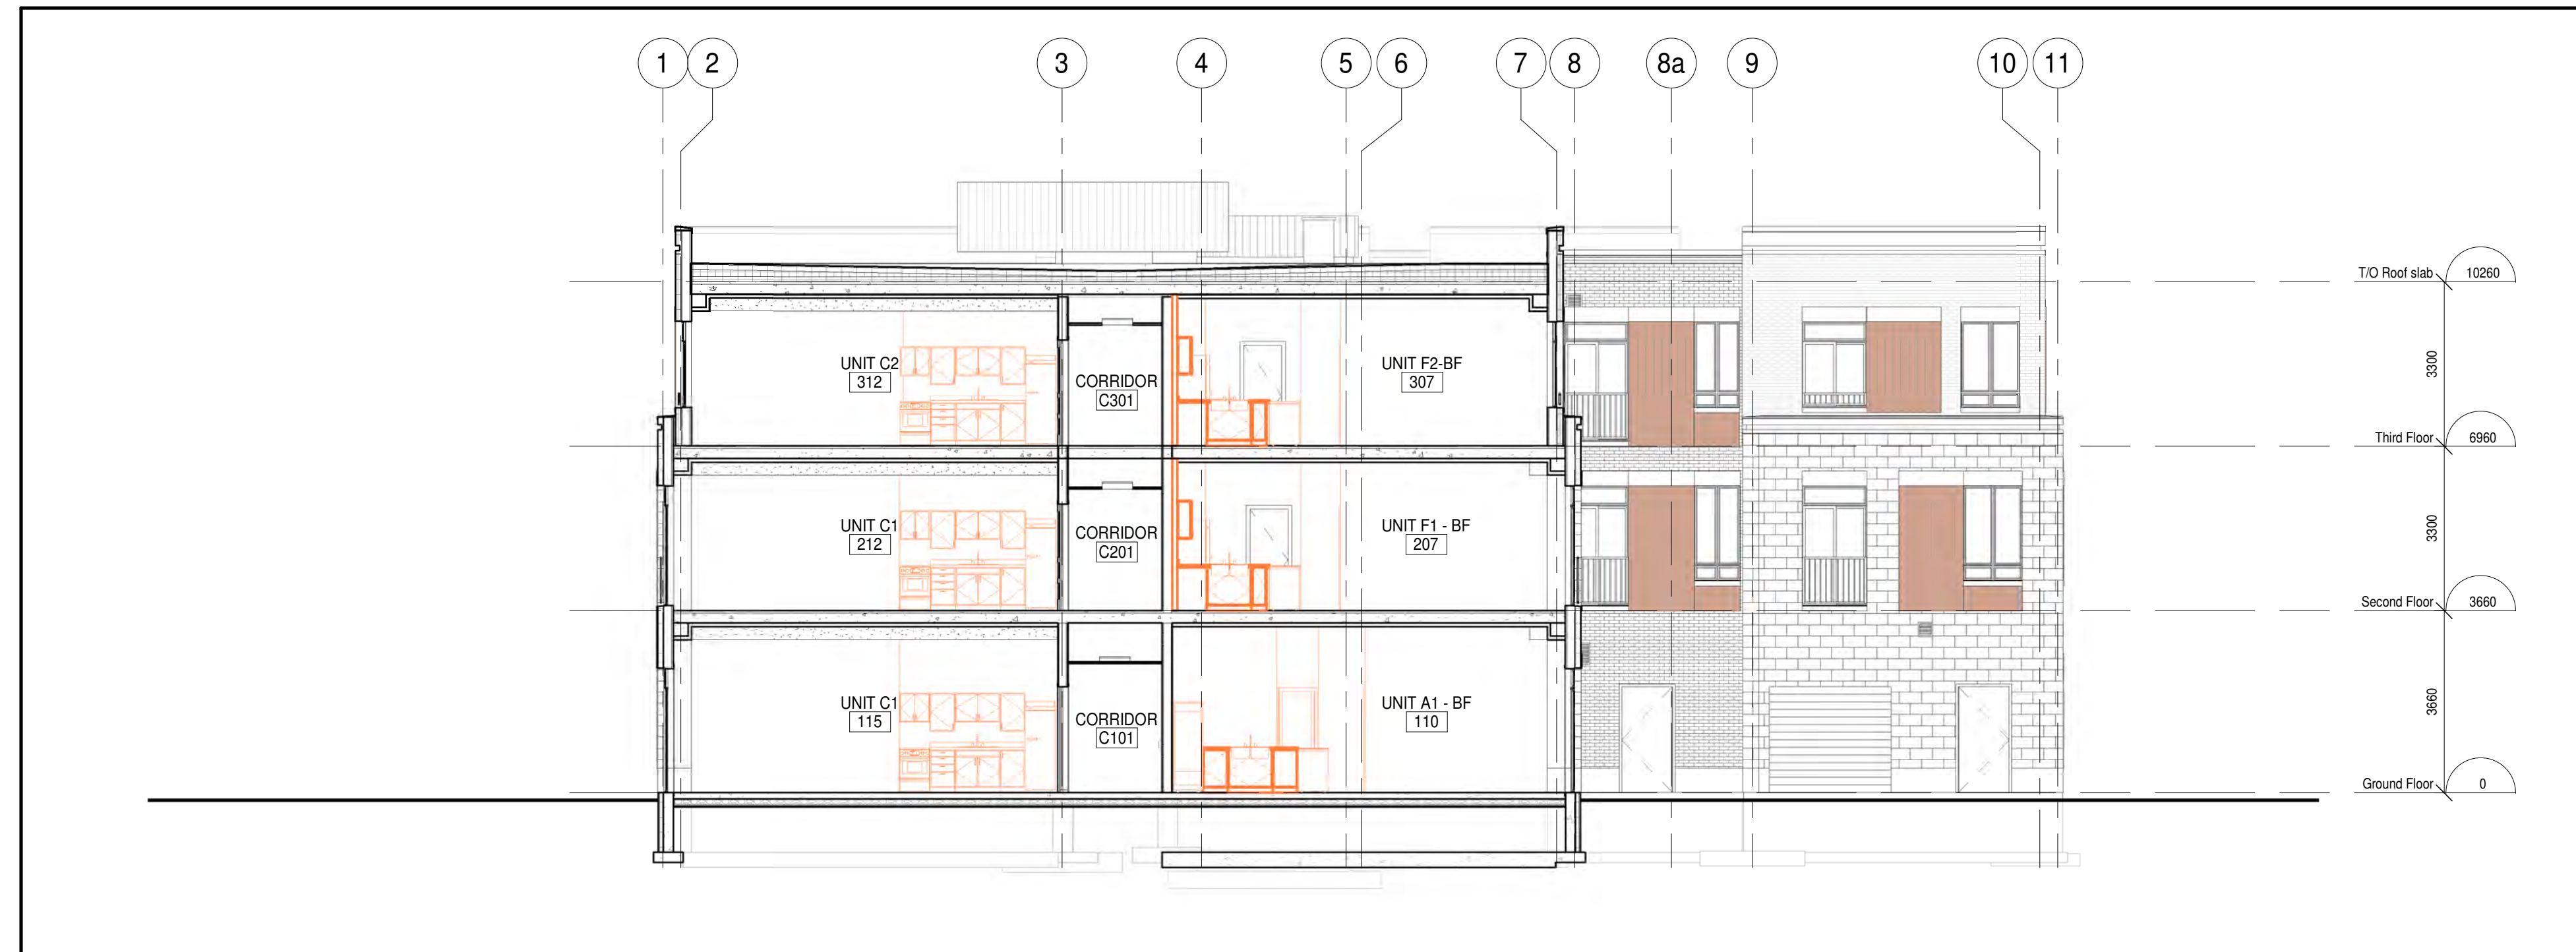 1
2
3
4
5
6
7
8
8a
9
10
11
T/O Roof slab
10260
3300
UNIT C2
312
CORRIDOR
C301
UNIT F2-BF
307
Third Floor
6960
3300
UNIT C1
212
CORRIDOR
C201
UNIT F1 - BF
207
Second Floor
3660
3660
UNIT C1
115
CORRIDOR
C101
UNIT A1 - BF
110
Ground Floor
0